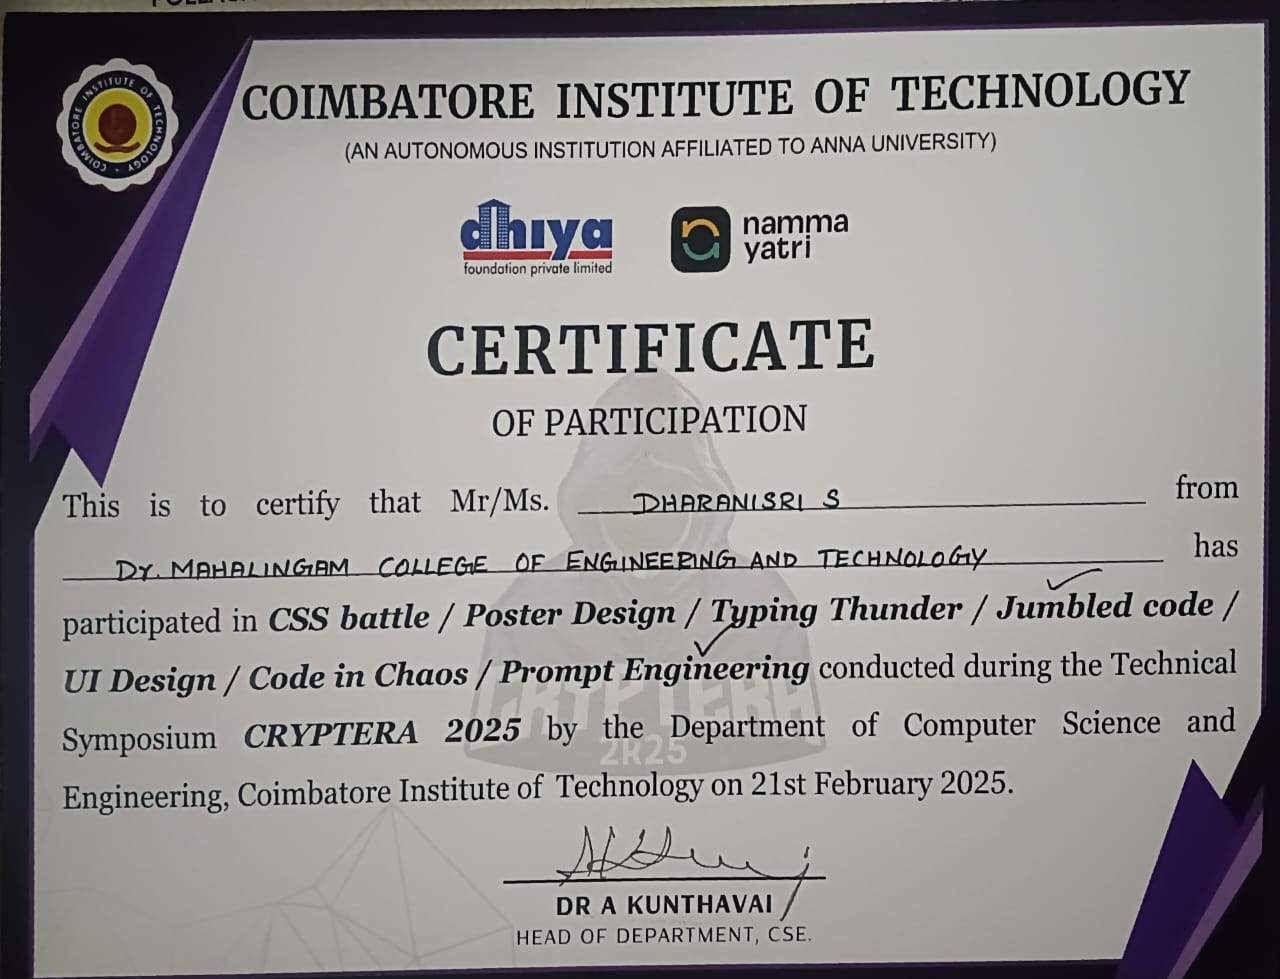 COIMBATORE INSTITUTE OF TECHNOLOGY
COIMBATORE INSTITUTE OF TECHNOLOGY
(AN AUTONOMOUS INSTITUTION AFFILIATED TO ANNA UNIVERSITY)
dhiya
foundation private limited
namma
yatri
CERTIFICATE
OF PARTICIPATION
This is to certify that Mr/Ms. DHARANISRI S from
Dr. MAHALINGAM COLLEGE OF ENGINEERING AND TECHNOLOGY has
participated in CSS battle / Poster Design / Typing Thunder / Jumbled code /
UI Design / Code in Chaos / Prompt Engineering conducted during the Technical
CRYPTERA
Symposium CRYPTERA 2025 by the Department of Computer Science and
2K25
Engineering, Coimbatore Institute of Technology on 21st February 2025.
DR A KUNTHAVAI
HEAD OF DEPARTMENT, CSE.